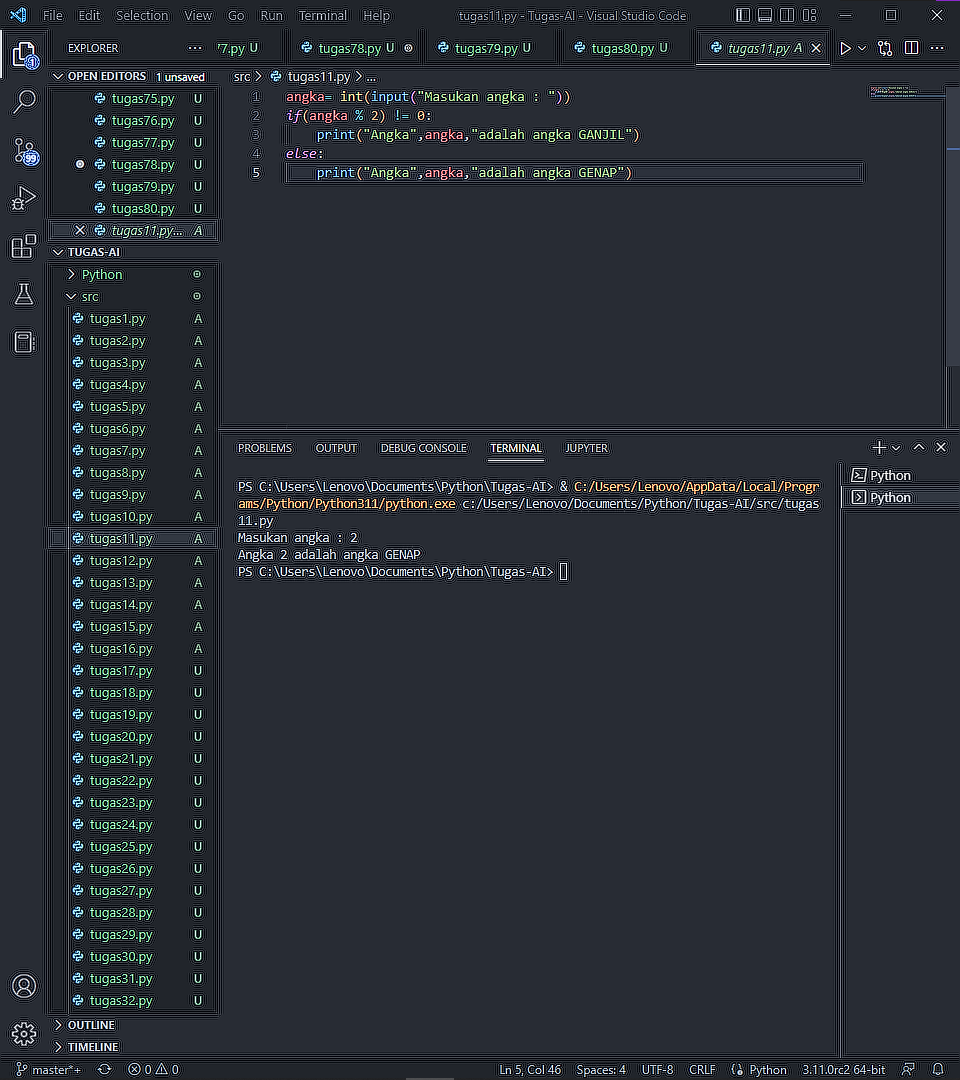 File Edit Selection View Go Run Terminal Help tugas11.py - Tugas-AI - Visual Studio Code
EXPLORER ... 7.py U tugas78.py U tugas79.py U tugas80.py U tugas11.py A
OPEN EDITORS 1 unsaved
tugas75.py U
tugas76.py U
tugas77.py U
tugas78.py U
tugas79.py U
tugas80.py U
tugas11.py... A
TUGAS-AI
Python
src
tugas1.py A
tugas2.py A
tugas3.py A
tugas4.py A
tugas5.py A
tugas6.py A
tugas7.py A
tugas8.py A
tugas9.py A
tugas10.py A
tugas11.py A
tugas12.py A
tugas13.py A
tugas14.py A
tugas15.py A
tugas16.py A
tugas17.py U
tugas18.py U
tugas19.py U
tugas20.py U
tugas21.py U
tugas22.py U
tugas23.py U
tugas24.py U
tugas25.py U
tugas26.py U
tugas27.py U
tugas28.py U
tugas29.py U
tugas30.py U
tugas31.py U
tugas32.py U
OUTLINE
TIMELINE
1
99
src > tugas11.py > ...
1 angka= int(input("Masukan angka : "))
2 if(angka % 2) != 0:
3 print("Angka",angka,"adalah angka GANJIL")
4 else:
5 print("Angka",angka,"adalah angka GENAP")
PROBLEMS OUTPUT DEBUG CONSOLE TERMINAL JUPYTER
PS C:\Users\Lenovo\Documents\Python\Tugas-AI> & C:/Users/Lenovo/AppData/Local/Progr
ams/Python/Python311/python.exe c:/Users/Lenovo/Documents/Python/Tugas-AI/src/tugas
11.py
Masukan angka : 2
Angka 2 adalah angka GENAP
PS C:\Users\Lenovo\Documents\Python\Tugas-AI>
Python
Python
master*+ 0 0 Ln 5, Col 46 Spaces: 4 UTF-8 CRLF Python 3.11.0rc2 64-bit